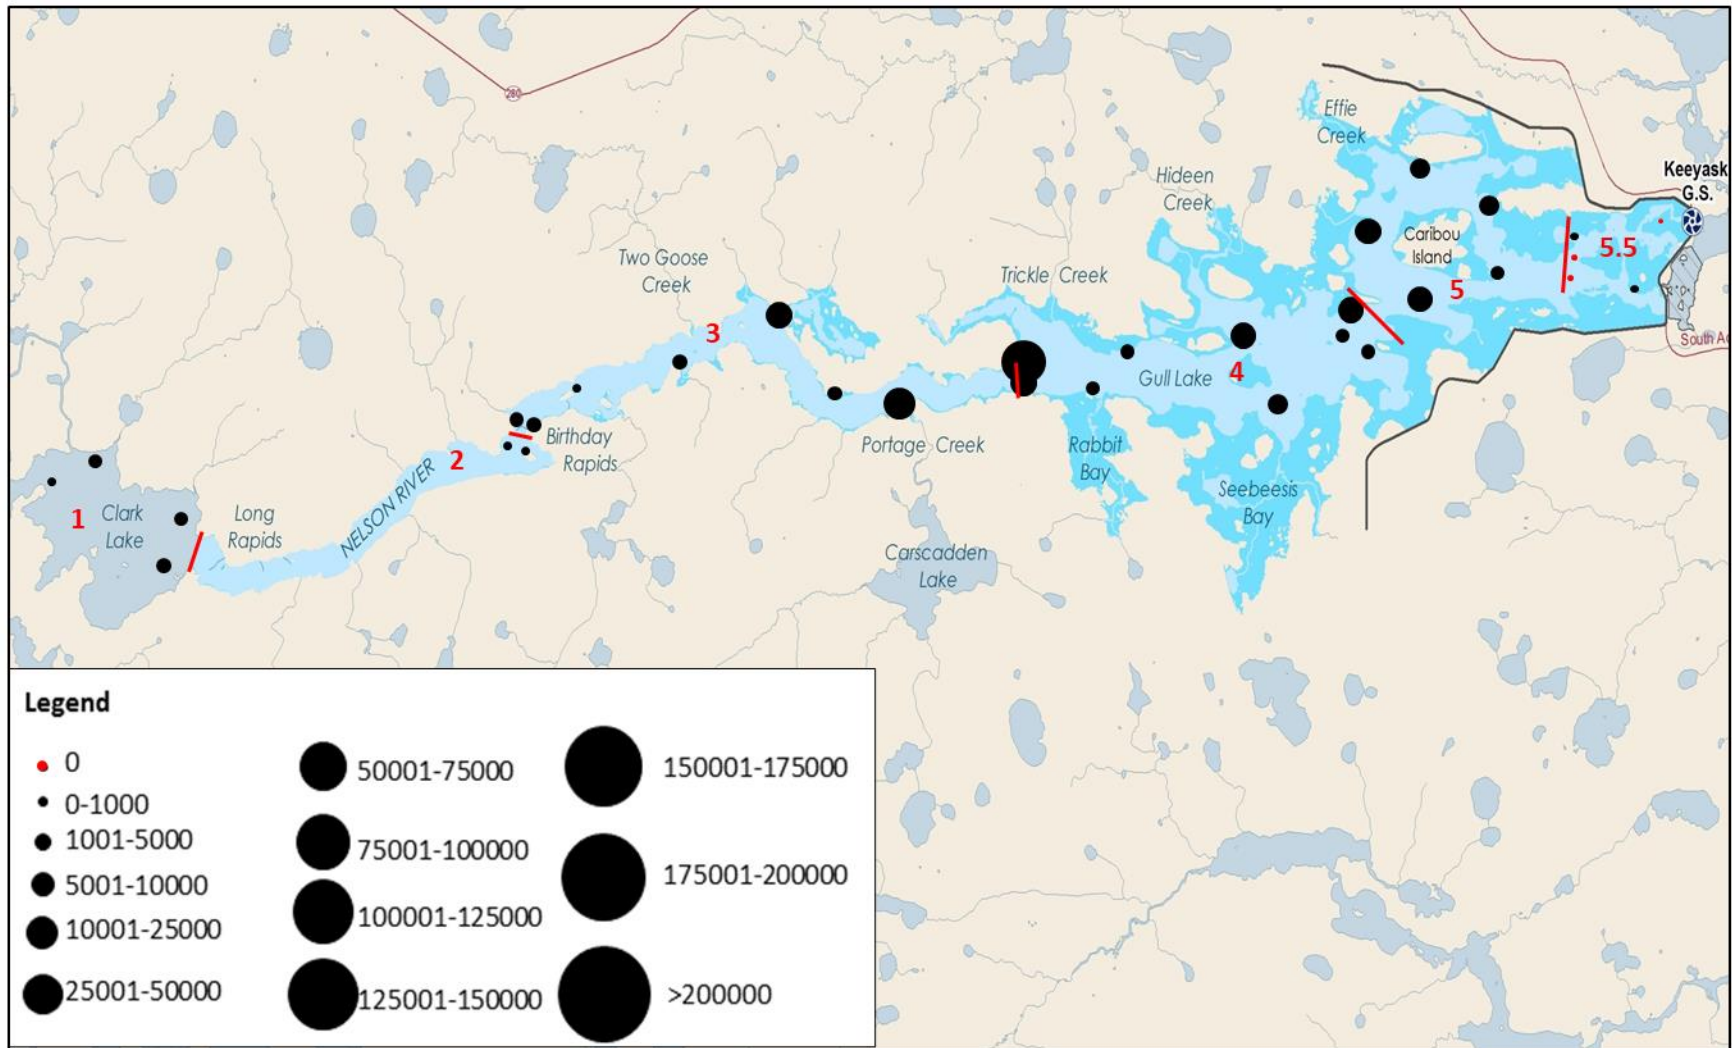 280
Effie
Creek
Keeyask
G.S.
Hideen
Creek
Caribou
Island
5.5
Two Goose
Creek
Trickle Creek
5
3
South Ac
Gull Lake
4
Birthday
Rapids
Portage Creek
Rabbit
Bay
2
NELSON RIVER
Seebeesis
Bay
1
Clark
Lake
Long
Rapids
Carscadden
Lake
Legend
0
0-1000
1001-5000
5001-10000
10001-25000
25001-50000
50001-75000
75001-100000
100001-125000
125001-150000
150001-175000
175001-200000
>200000